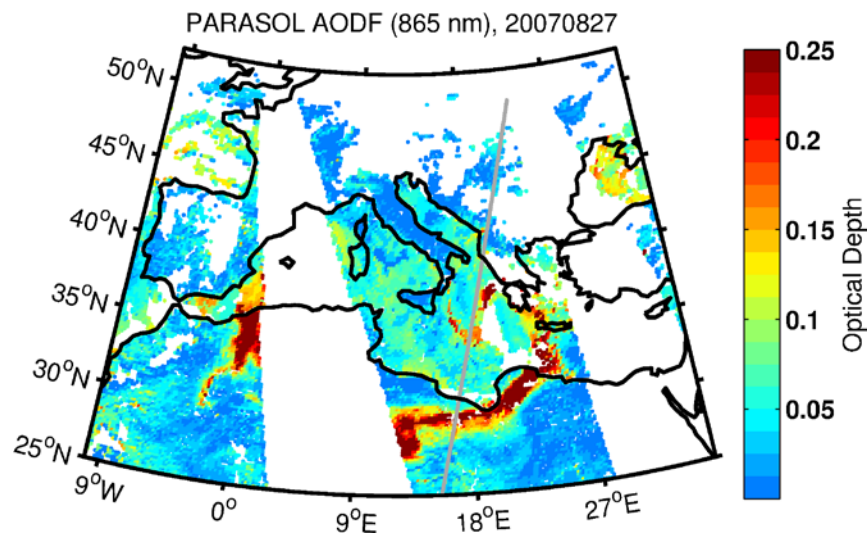 PARASOL AODF (865 nm), 20070827
50°N
45°N
40°N
35°N
30°N
25°N
9°W
0°
9°E
18°E
27°E
0.25
0.2
0.15
0.1
0.05
Optical Depth